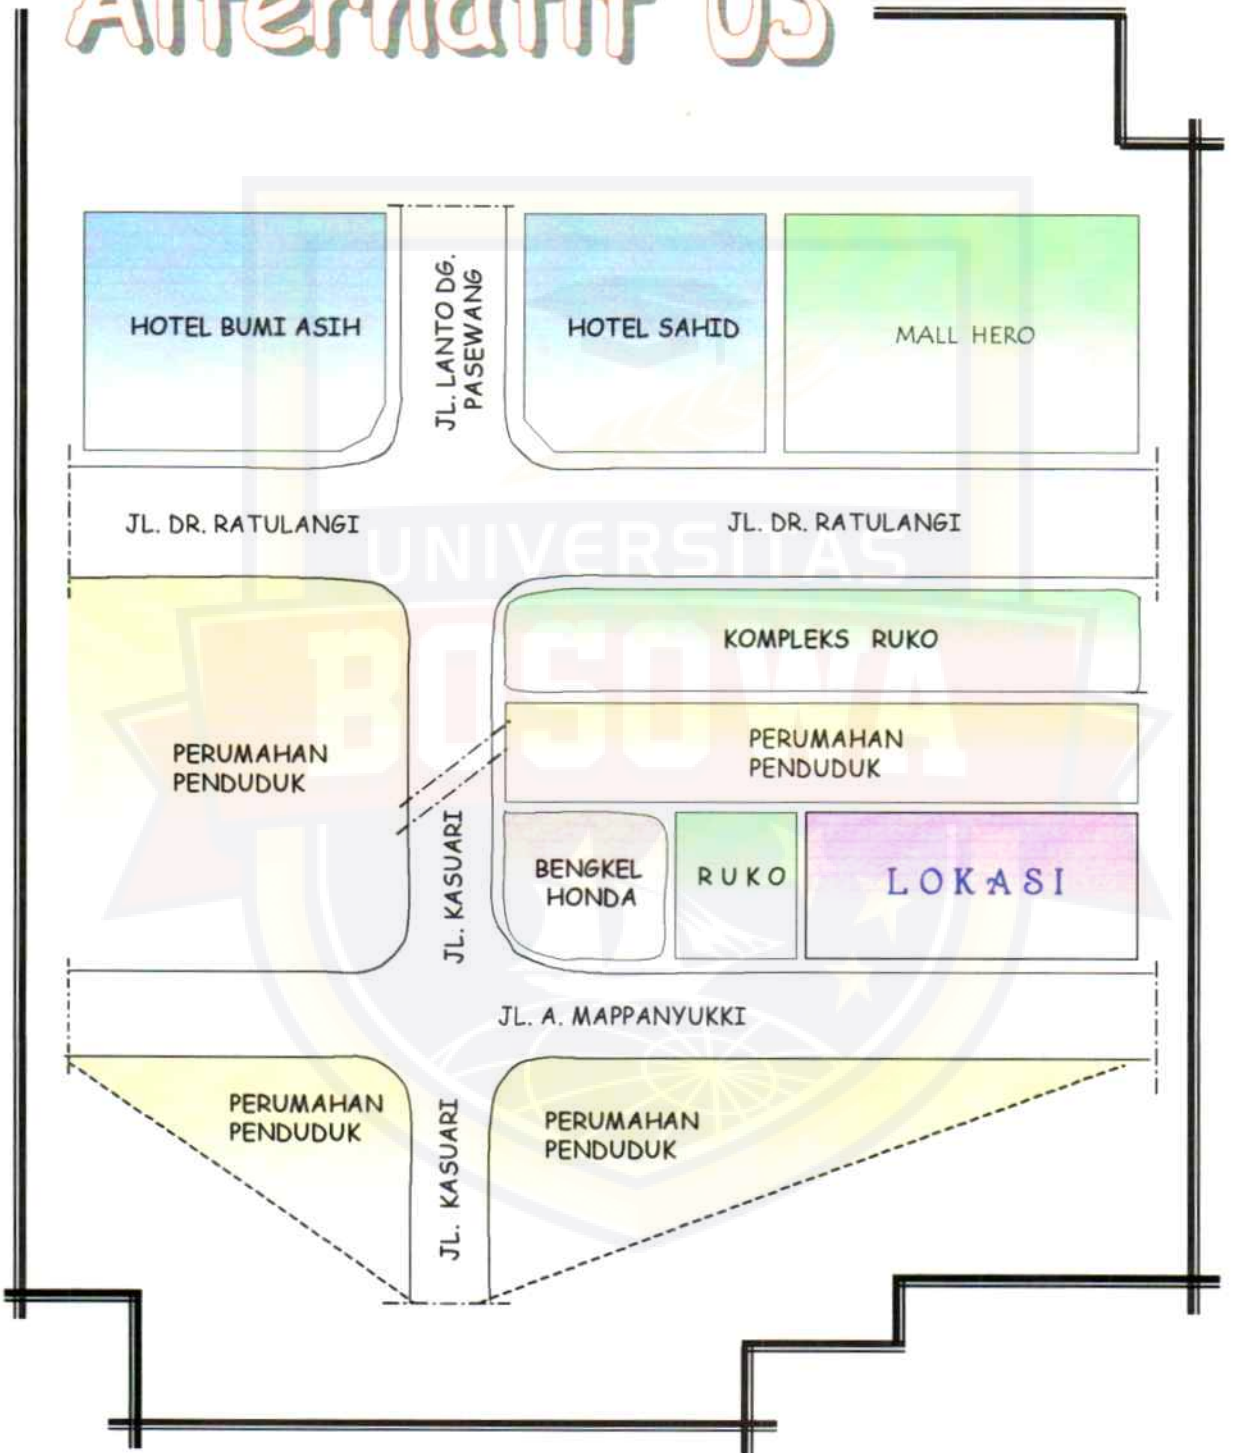 Alternatif 03
HOTEL BUMI ASIH
JL. LANTO DG.
PASEWANG
HOTEL SAHID
MALL HERO
JL. DR. RATULANGI
JL. DR. RATULANGI
UNIVERSITAS
BOSOWA
KOMPLEKS RUKO
PERUMAHAN
PENDUDUK
PERUMAHAN
PENDUDUK
JL. KASUARI
BENGKEL
HONDA
RUKO
LOKASI
JL. A. MAPPANYUKKI
PERUMAHAN
PENDUDUK
JL. KASUARI
PERUMAHAN
PENDUDUK